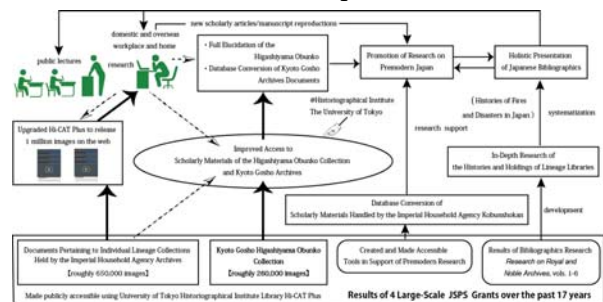 new scholarly articles/manuscript reproductions
domestic and overseas
workplace and home
public lectures
research
• Full Elucidation of the
Higashiyama Obunko
• Database Conversion of
Kyoto Gosho
Archives Documents
Promotion of Research on
Premodern Japan
Holistic Presentation
of Japanese Bibliographics
Upgraded Hi-CAT Plus to release
1 million images on the web
@Historiographical Institute
The University of Tokyo
Improved Access to
Scholarly Materials of the Higashiyama Obunko Collection
and Kyoto Gosho Archives
research support
(Histories of Fires
and Disasters in Japan)
systematization
In-Depth Research of
the Histories and Holdings of Lineage Libraries
Database Conversion of
Scholarly Materials Handled by the Imperial Household Agency Kobunshokan
development
Documents Pertaining to Individual Lineage Collections
Held by the Imperial Household Agency Archives
【roughly 650,000 images】
Kyoto Gosho Higashiyama Obunko
Collection
【roughly 260,000 images】
Created and Made Accessible
Tools in Support of Premodern Research
Results of Bibliographics Research
Research on Royal and
Noble Archives, vols. 1-6
Made publicly accessible using University of Tokyo Historiographical Institute Library Hi-CAT Plus
Results of 4 Large-Scale JSPS Grants over the past 17 years